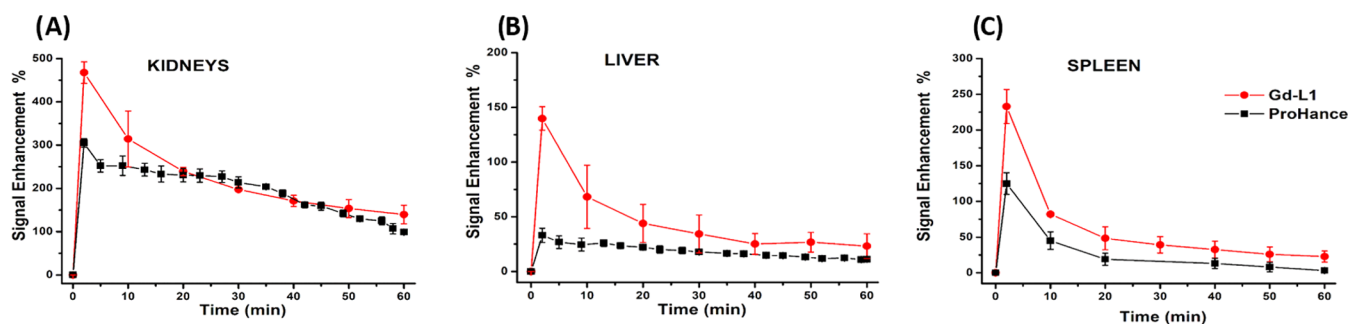 (A)
KIDNEYS
Signal Enhancement %
500
400
300
200
100
0
0 10 20 30 40 50 60
Time (min)
(B)
LIVER
Signal Enhancement %
200
150
100
50
0
0 10 20 30 40 50 60
Time (min)
(C)
SPLEEN
Signal Enhancement %
300
250
200
150
100
50
0
0 10 20 30 40 50 60
Time (min)
Gd-L1
ProHance